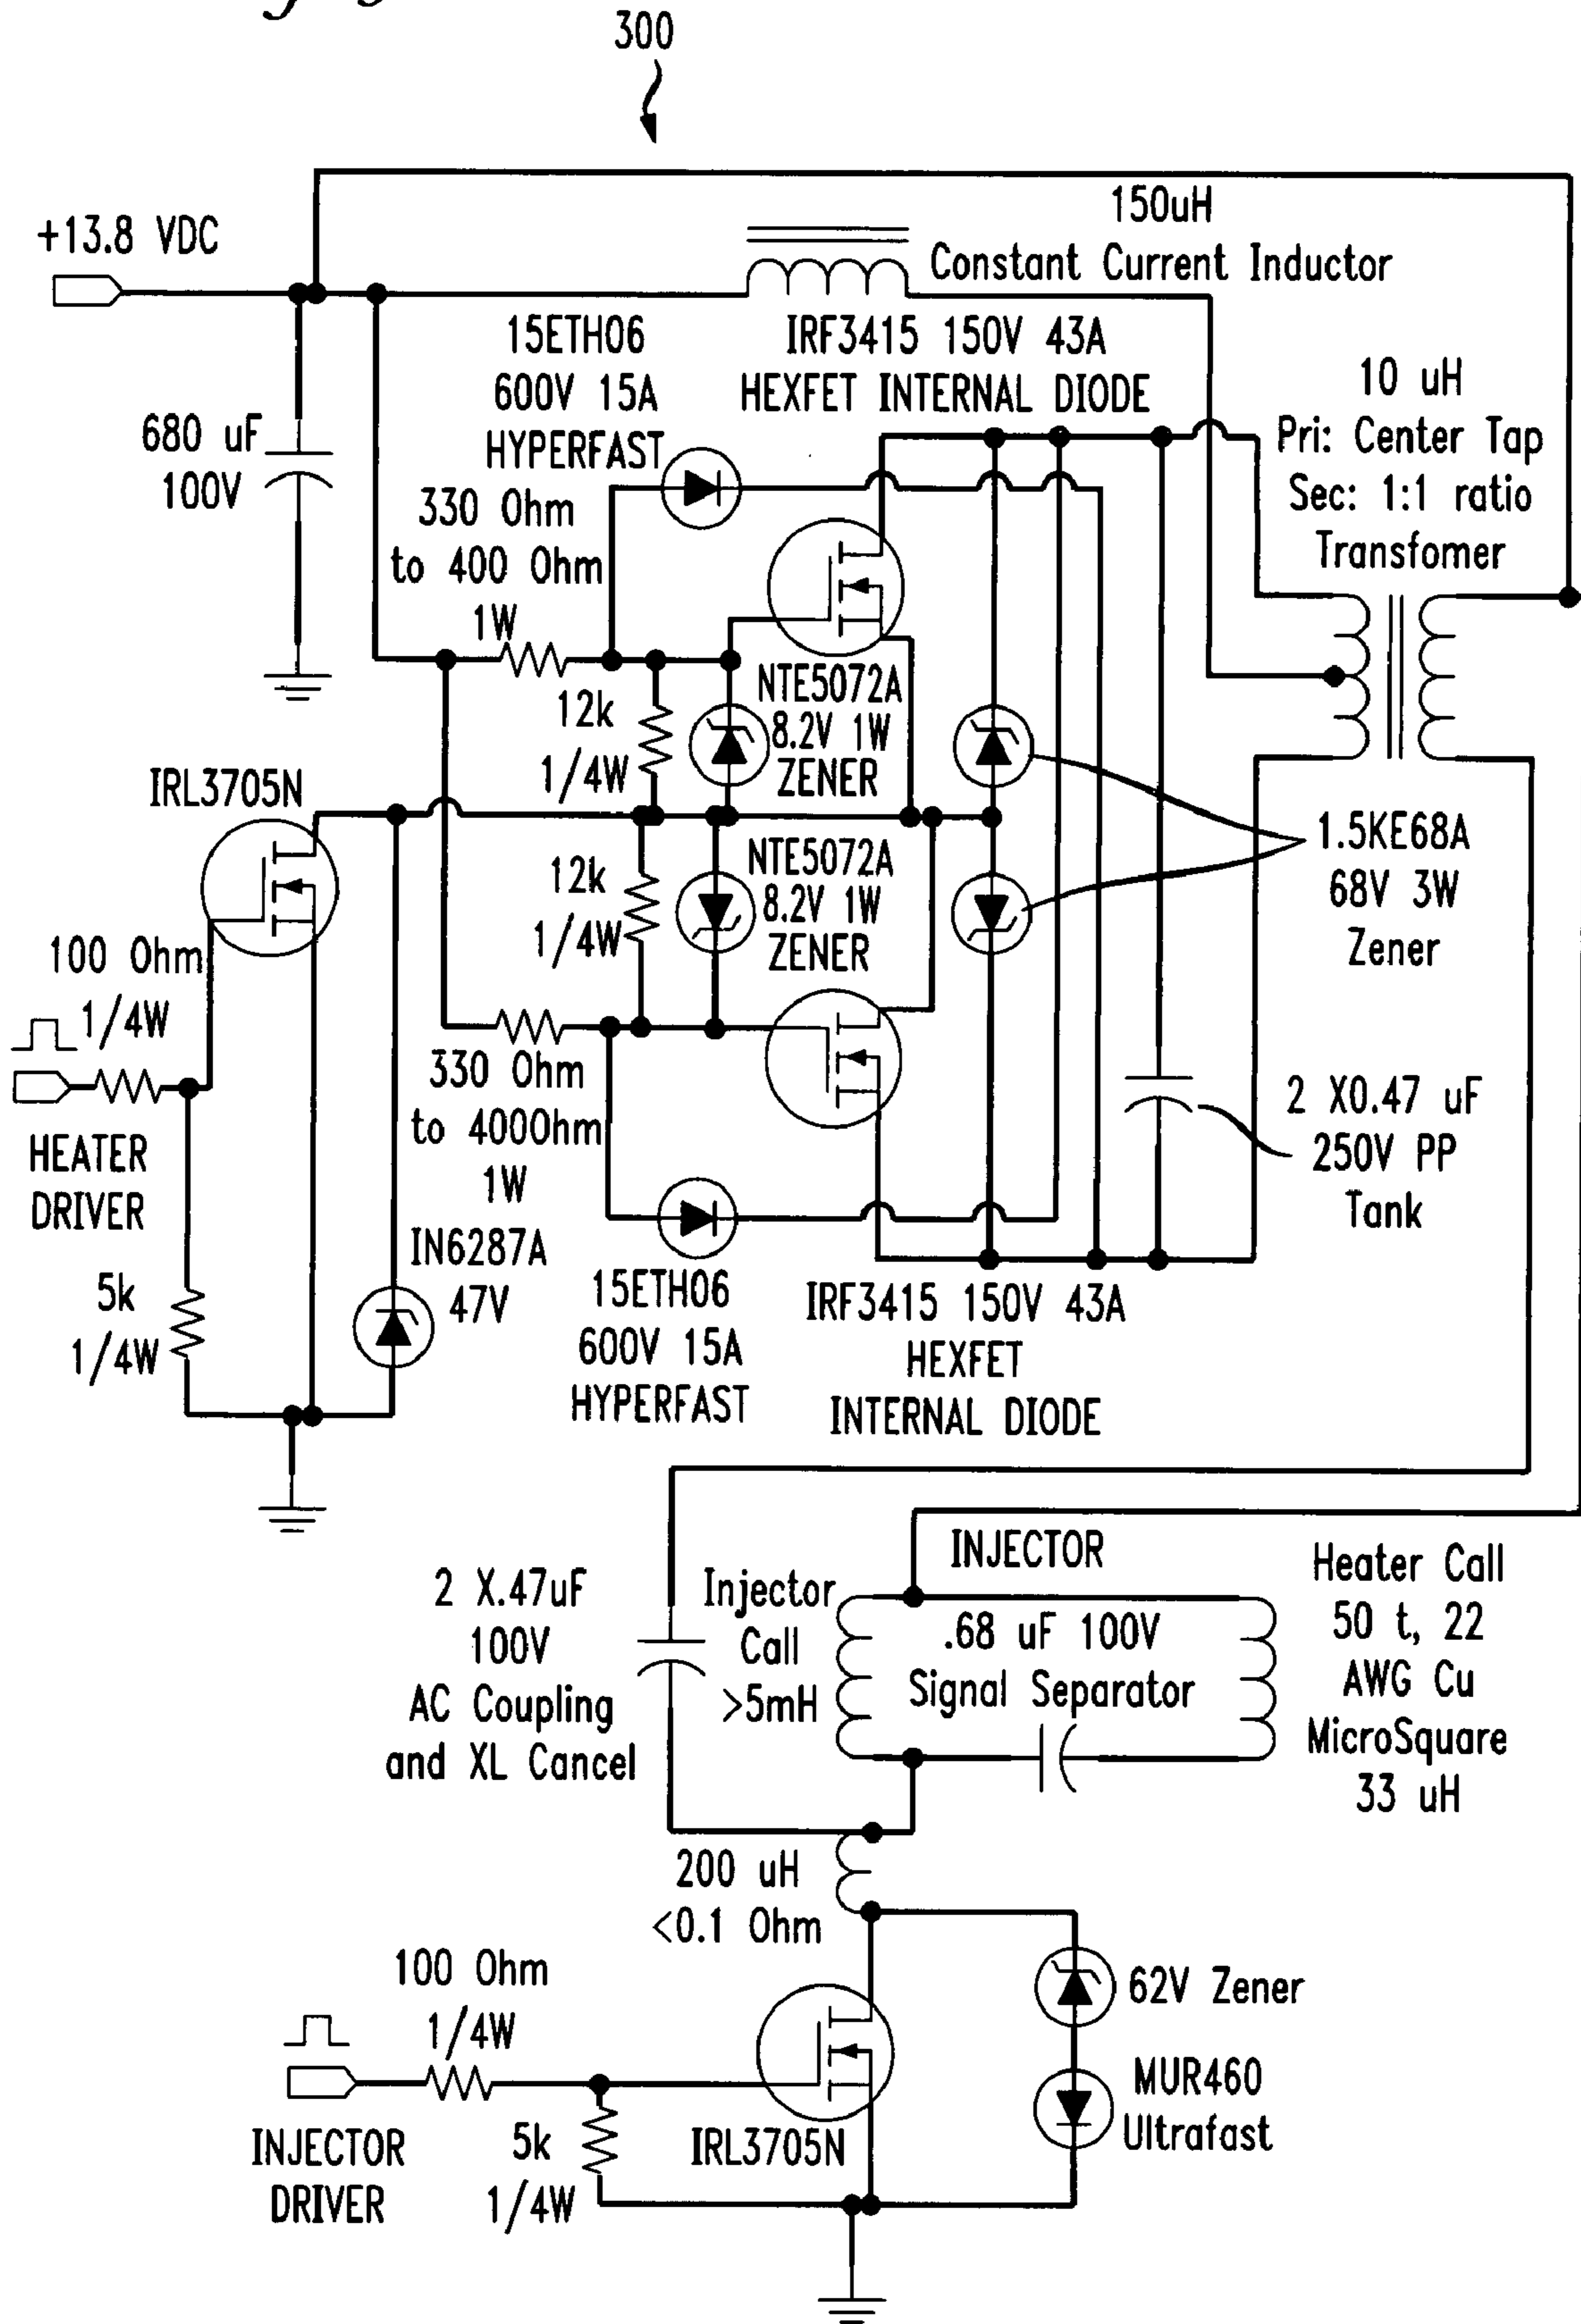 300
+13.8 VDC
150uH
Constant Current Inductor
15ETH06
600V 15A
HYPERFAST
IRF3415 150V 43A
HEXFET INTERNAL DIODE
10 uH
Pri: Center Tap
Sec: 1:1 ratio
Transfomer
680 uF
100V
330 Ohm
to 400 Ohm
1W
12k
1/4W
NTE5072A
8.2V 1W
ZENER
IRL3705N
12k
1/4W
NTE5072A
8.2V 1W
ZENER
1.5KE68A
68V 3W
Zener
100 Ohm
1/4W
HEATER
DRIVER
330 Ohm
to 400Ohm
1W
2 X0.47 uF
250V PP
Tank
5k
1/4W
IN6287A
47V
15ETH06
600V 15A
HYPERFAST
IRF3415 150V 43A
HEXFET
INTERNAL DIODE
2 X.47uF
100V
AC Coupling
and XL Cancel
Injector
Call
>5mH
INJECTOR
.68 uF 100V
Signal Separator
Heater Call
50 t, 22
AWG Cu
MicroSquare
33 uH
200 uH
<0.1 Ohm
100 Ohm
1/4W
INJECTOR
DRIVER
5k
1/4W
IRL3705N
62V Zener
MUR460
Ultrafast